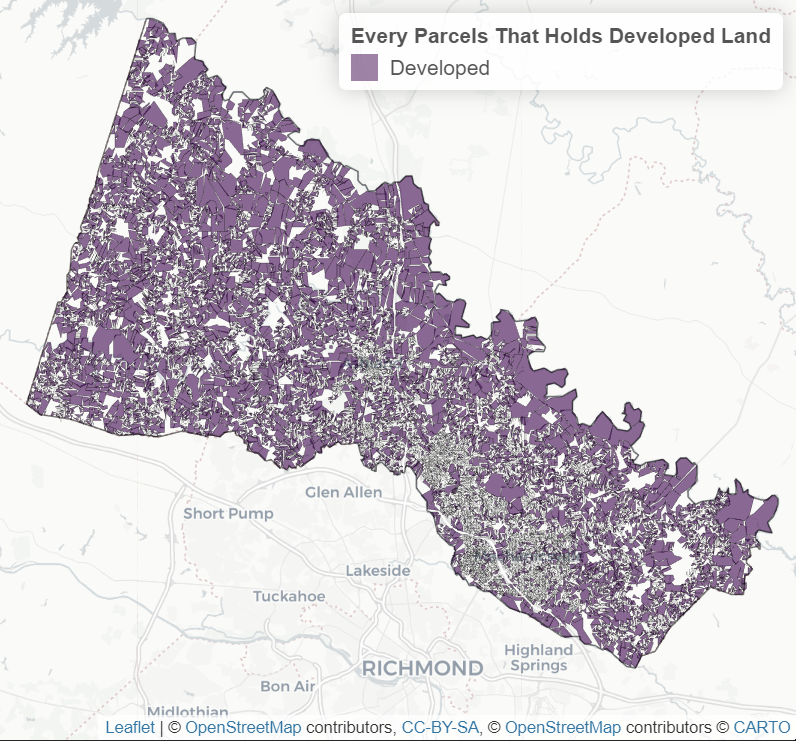 Every Parcels That Holds Developed Land
Developed
Glen Allen
Short Pump
Lakeside
Tuckahoe
Highland
Springs
RICHMOND
Bon Air
Midlothian
Leaflet | © OpenStreetMap contributors, CC-BY-SA, © OpenStreetMap contributors © CARTO